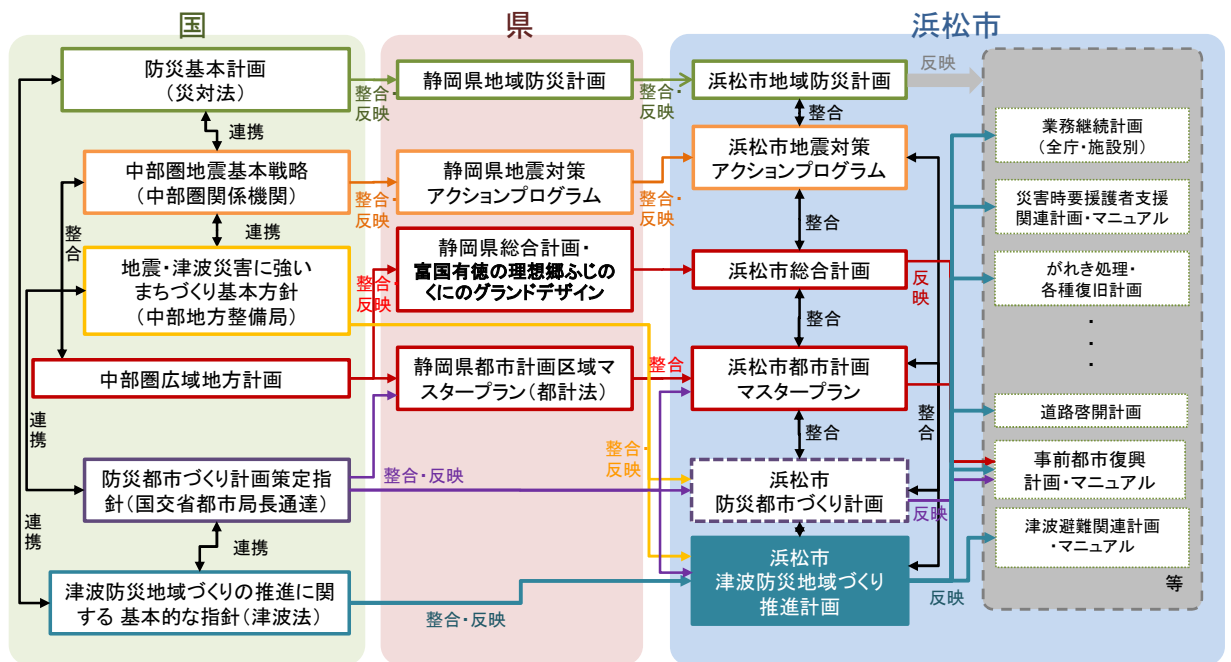 国
県
浜松市
防災基本計画
(災対法)
整合・
反映
連携
中部圏地震基本戦略
(中部圏関係機関)
整合・
反映
連携
整合
地震・津波災害に強い
まちづくり基本方針
(中部地方整備局)
整合・
反映
中部圏広域地方計画
連携
防災都市づくり計画策定指
針(国交省都市局長通達)
整合・反映
連携
連携
津波防災地域づくりの推進に関
する 基本的な指針(津波法)
整合・反映
静岡県地域防災計画
整合・
反映
静岡県地震対策
アクションプログラム
整合・
反映
静岡県総合計画・
富国有徳の理想郷ふじの
くにのグランドデザイン
静岡県都市計画区域マ
スタープラン(都計法)
整合
整合・
反映
浜松市地域防災計画
反映
整合
浜松市地震対策
アクションプログラム
整合
浜松市総合計画
反映
整合
浜松市都市計画
マスタープラン
整合
整合
浜松市
防災都市づくり計画
反映
浜松市
津波防災地域づくり
推進計画
反映
業務継続計画
(全庁・施設別)
災害時要援護者支援
関連計画・マニュアル
がれき処理・
各種復旧計画
・
・
・
道路啓開計画
事前都市復興
計画・マニュアル
津波避難関連計画
・マニュアル
等